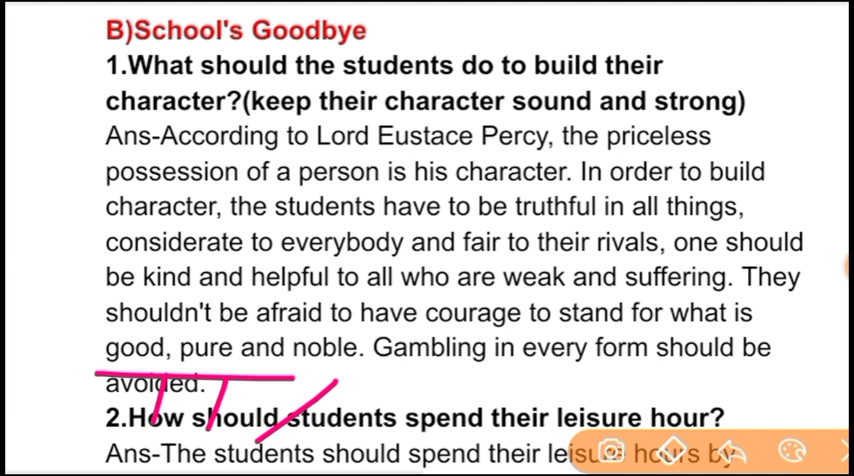 B)School's Goodbye
1.What should the students do to build their
character?(keep their character sound and strong)
Ans-According to Lord Eustace Percy, the priceless
possession of a person is his character. In order to build
character, the students have to be truthful in all things,
considerate to everybody and fair to their rivals, one should
be kind and helpful to all who are weak and suffering. They
shouldn't be afraid to have courage to stand for what is
good, pure and noble. Gambling in every form should be
avoided.
2.How should students spend their leisure hour?
Ans-The students should spend their leisure hours by